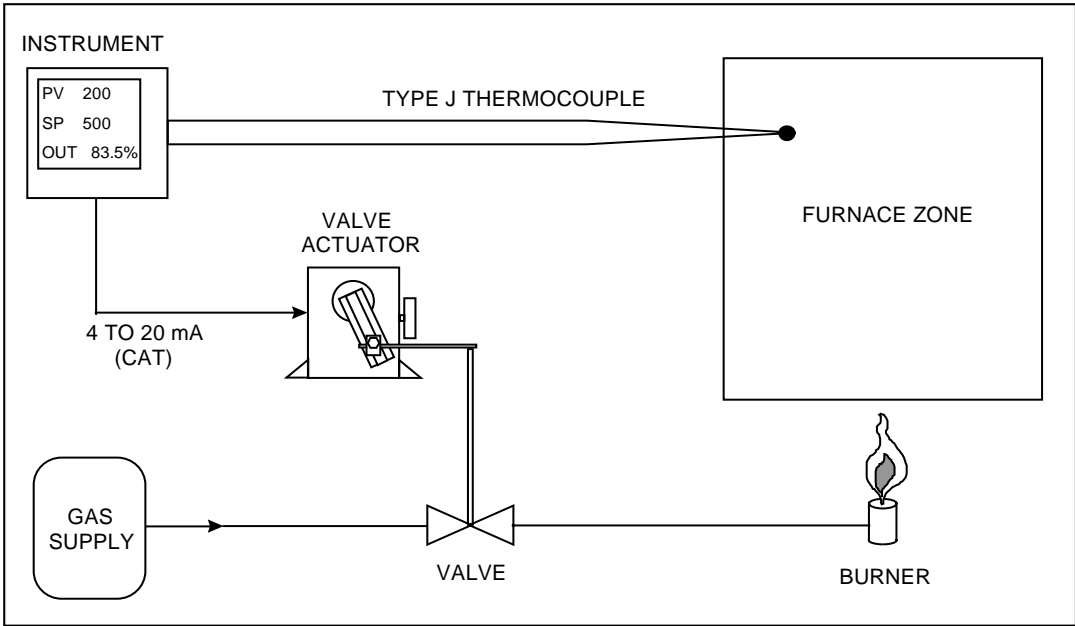 INSTRUMENT
PV 200
SP 500
OUT 83.5%
TYPE J THERMOCOUPLE
FURNACE ZONE
VALVE
ACTUATOR
4 TO 20 mA
(CAT)
GAS
SUPPLY
VALVE
BURNER